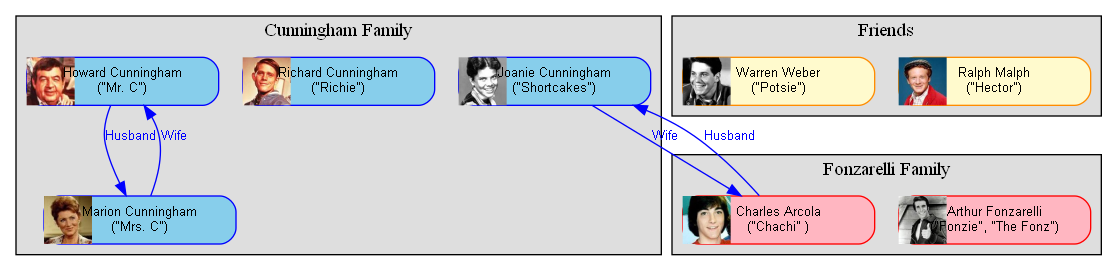 Cunningham Family
Howard Cunningham
("Mr. C")
Richard Cunningham
("Richie")
Joanie Cunningham
("Shortcakes")
Husband
Wife
Marion Cunningham
("Mrs. C")
Friends
Warren Weber
("Potsie")
Ralph Malph
("Hector")
Wife
Husband
Fonzarelli Family
Charles Arcola
("Chachi" )
Arthur Fonzarelli
("Fonzie", "The Fonz")